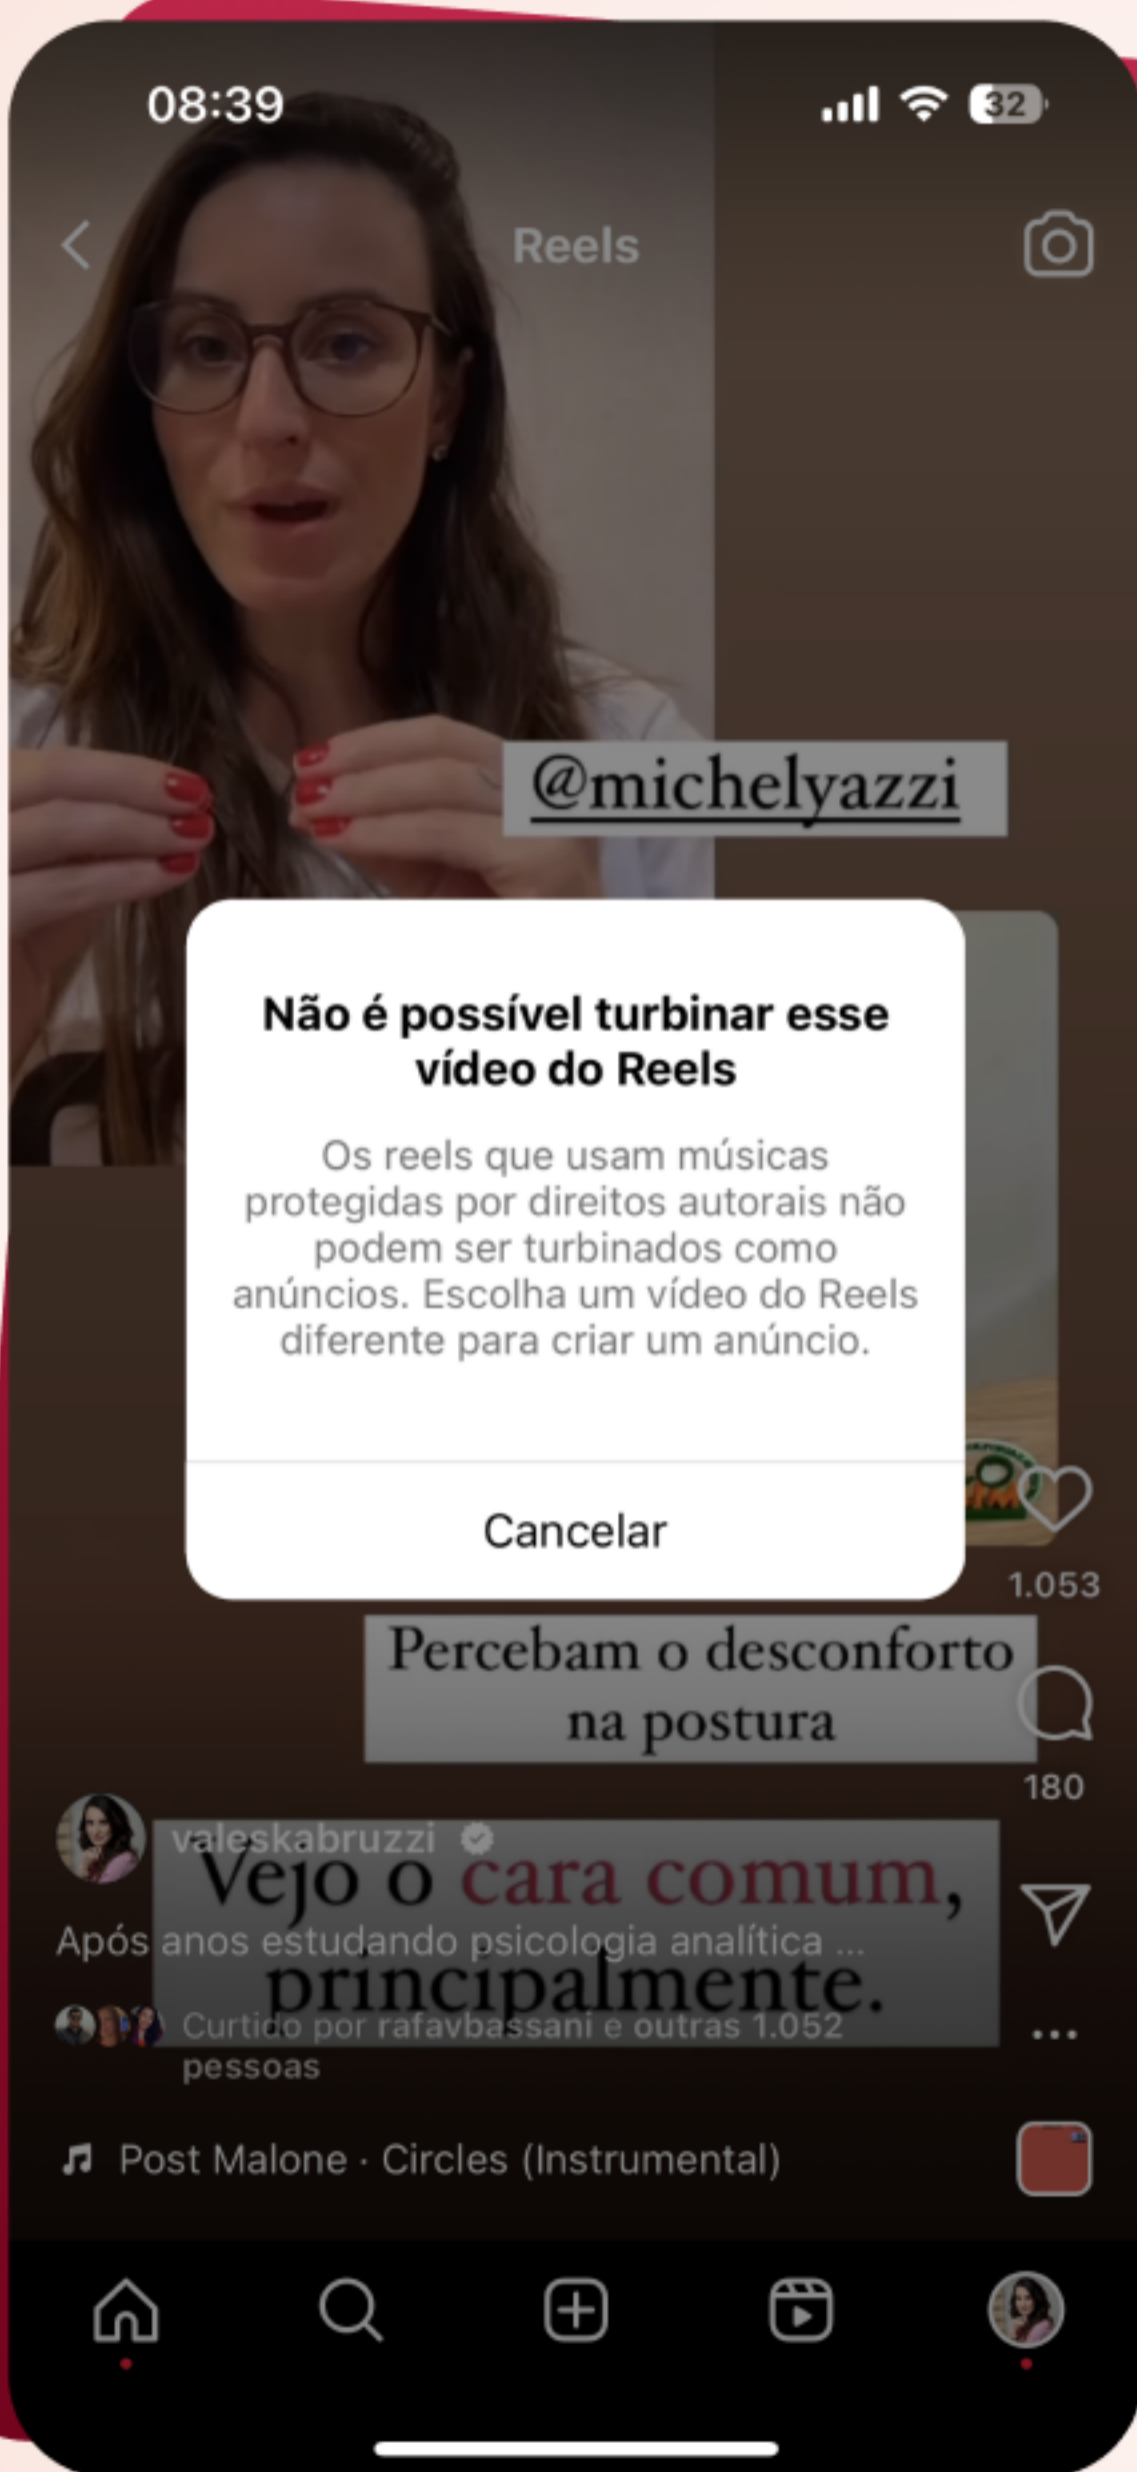 08:39
32
Reels
@michelyazzi
Não é possível turbinar esse
vídeo do Reels
Os reels que usam músicas
protegidas por direitos autorais não
podem ser turbinados como
anúncios. Escolha um vídeo do Reels
diferente para criar um anúncio.
Cancelar
1.053
Percebam o desconforto
na postura
180
valeskabruzzi
Vejo o cara comum,
Após anos estudando psicologia analítica ...
principalmente.
Curtido por rafavbassani e outras 1.052
pessoas
Post Malone · Circles (Instrumental)